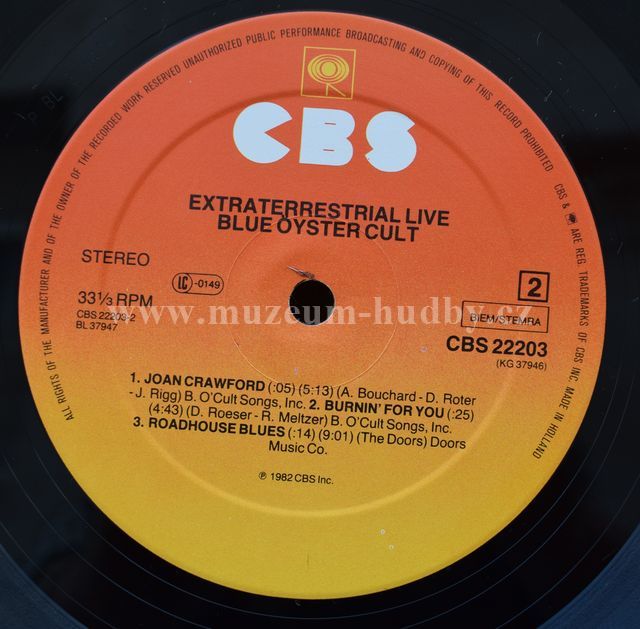 ALL RIGHTS OF THE MANUFACTURER AND OF THE OWNER OF THE RECORDED WORK RESERVED UNAUTHORIZED PUBLIC PERFORMANCE BROADCASTING AND COPYING OF THIS RECORD PROHIBITED CBS & ARE REG. TRADEMARKS OF CBS INC. MADE IN HOLLAND
CBS
EXTRATERRESTRIAL LIVE
BLUE ÖYSTER CULT
STEREO
LC -0149
2
33 1/3 RPM
CBS 22203-2
BL 37947
www.muzeum-hudby.cz
BIEM/STEMRA
CBS 22203
(KG 37946)
1. JOAN CRAWFORD (:05) (5:13) (A. Bouchard - D. Roter
- J. Rigg) B. O'Cult Songs, Inc. 2. BURNIN' FOR YOU (:25)
(4:43) (D. Roeser - R. Meltzer) B. O'Cult Songs, Inc.
3. ROADHOUSE BLUES (:14) (9:01) (The Doors) Doors
Music Co.
℗ 1982 CBS Inc.